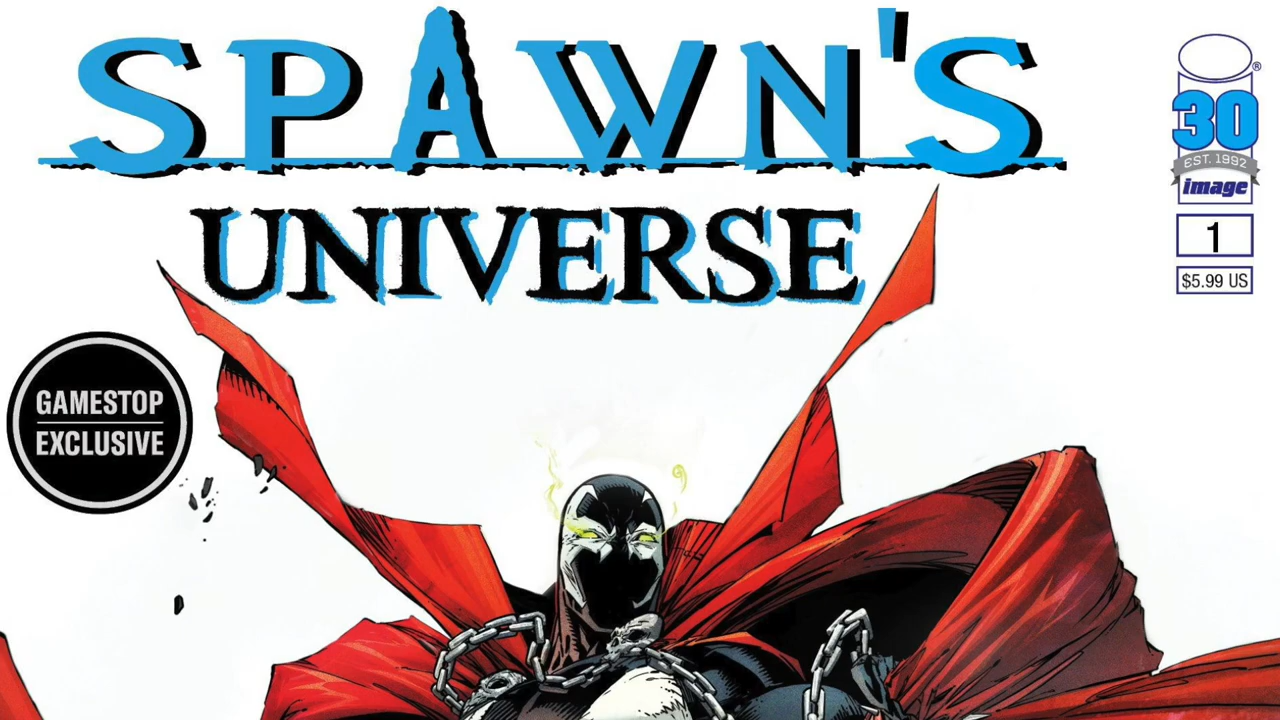 SPAWN'S
UNIVERSE
®
30
EST. 1992
image
1
$5.99 US
GAMESTOP
EXCLUSIVE